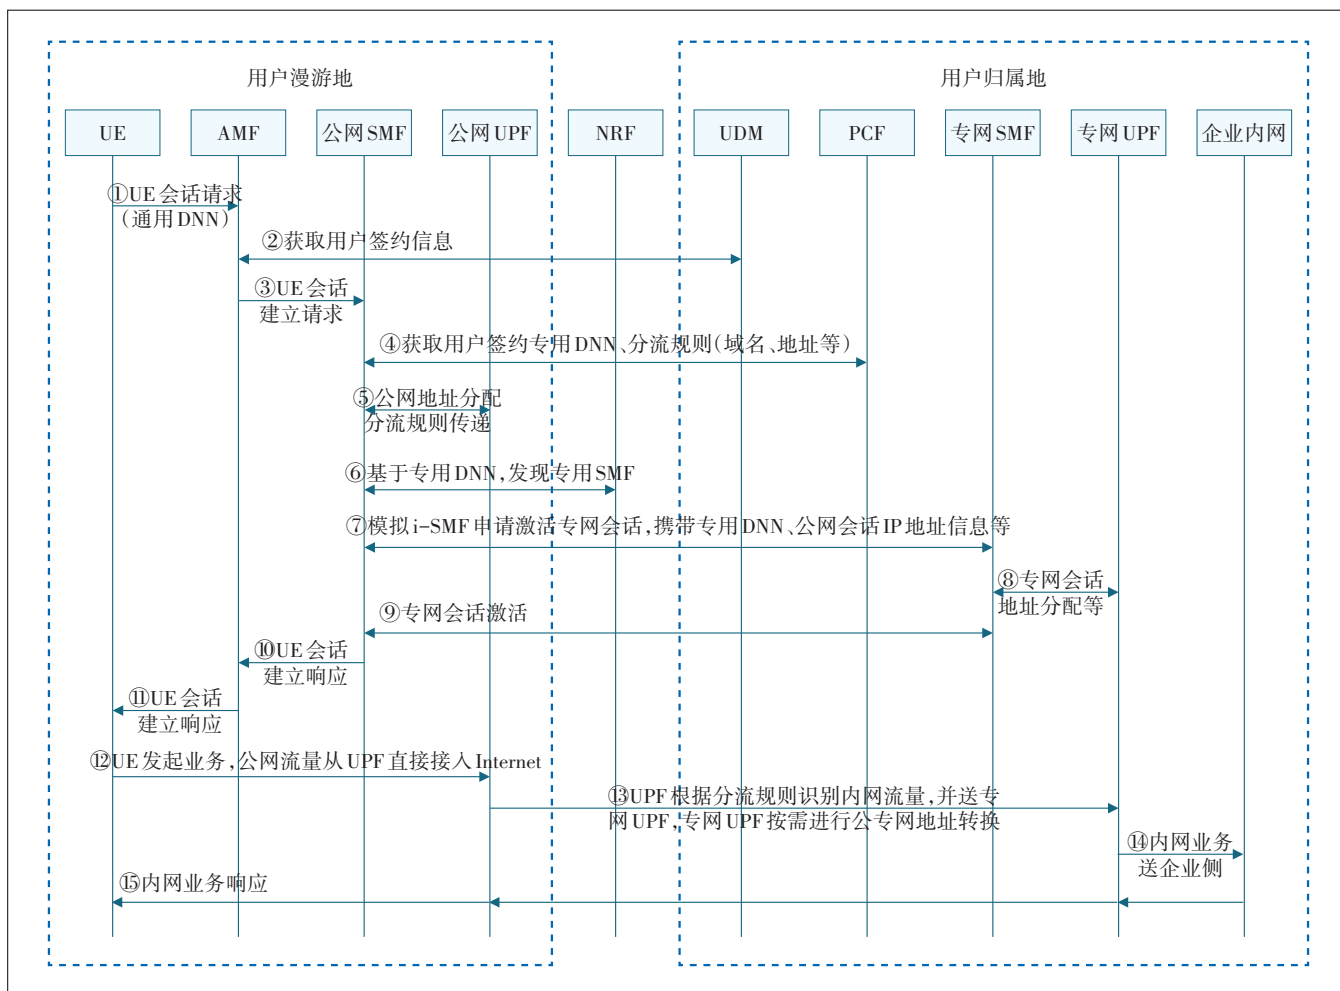 用户漫游地
用户归属地
UE
AMF
公网SMF
公网UPF
NRF
UDM
PCF
专网SMF
专网UPF
企业内网
①UE会话请求
（通用DNN）
②获取用户签约信息
③UE会话
建立请求
④获取用户签约专用DNN、分流规则（域名、地址等）
⑤公网地址分配
分流规则传递
⑥基于专用DNN，发现专用SMF
⑦模拟i-SMF申请激活专网会话，携带专用DNN、公网会话IP地址信息等
⑧专网会话
地址分配等
⑨专网会话激活
⑩UE会话
建立响应
⑪UE会话
建立响应
⑫UE发起业务，公网流量从UPF直接接入Internet
⑬UPF根据分流规则识别内网流量，并送专
网UPF，专网UPF按需进行公专网地址转换
⑭内网业务
送企业侧
⑮内网业务响应